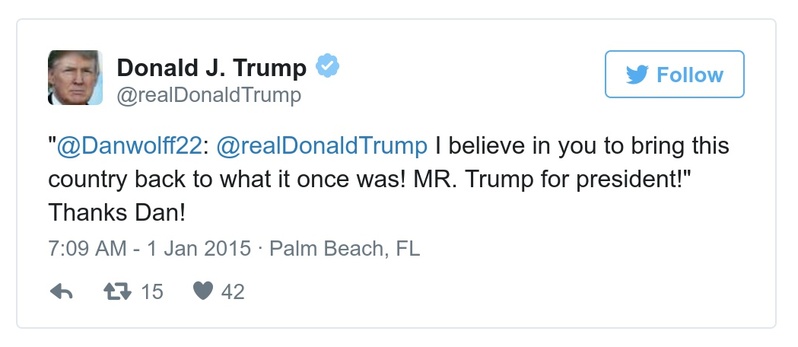 Donald J. Trump
@realDonaldTrump
Follow
"@Danwolff22: @realDonaldTrump I believe in you to bring this
country back to what it once was! MR. Trump for president!"
Thanks Dan!
7:09 AM - 1 Jan 2015 · Palm Beach, FL
15 42